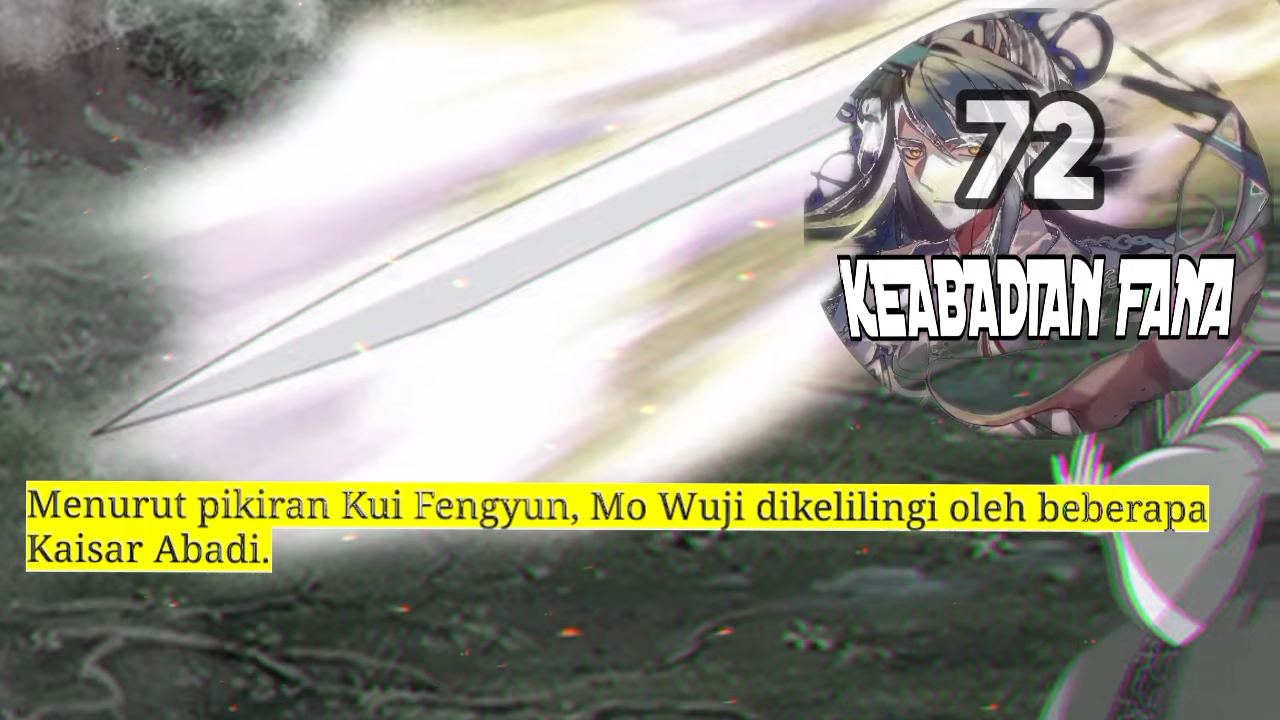 72
KEABADIAN FANA
Menurut pikiran Kui Fengyun, Mo Wuji dikelilingi oleh beberapa
Kaisar Abadi.